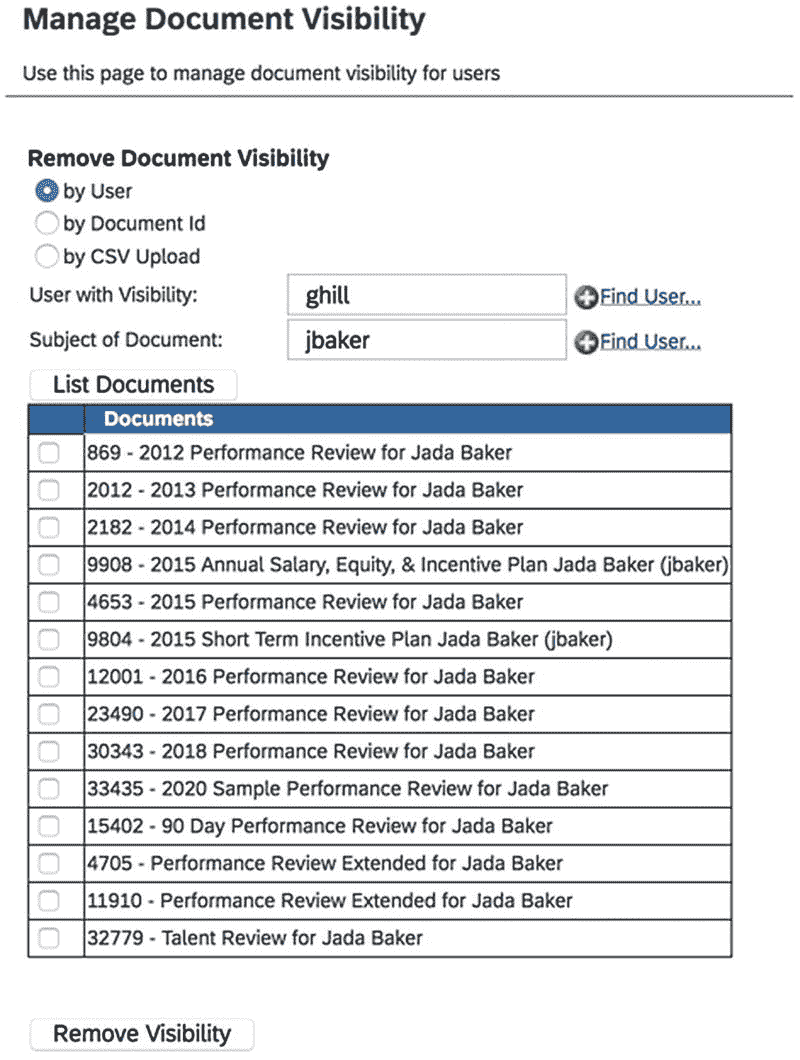 Manage Document Visibility
Use this page to manage document visibility for users
Remove Document Visibility
by User
by Document Id
by CSV Upload
User with Visibility: ghill Find User...
Subject of Document: jbaker Find User...
List Documents
Documents
869 - 2012 Performance Review for Jada Baker
2012 - 2013 Performance Review for Jada Baker
2182 - 2014 Performance Review for Jada Baker
9908 - 2015 Annual Salary, Equity, & Incentive Plan Jada Baker (jbaker)
4653 - 2015 Performance Review for Jada Baker
9804 - 2015 Short Term Incentive Plan Jada Baker (jbaker)
12001 - 2016 Performance Review for Jada Baker
23490 - 2017 Performance Review for Jada Baker
30343 - 2018 Performance Review for Jada Baker
33435 - 2020 Sample Performance Review for Jada Baker
15402 - 90 Day Performance Review for Jada Baker
4705 - Performance Review Extended for Jada Baker
11910 - Performance Review Extended for Jada Baker
32779 - Talent Review for Jada Baker
Remove Visibility